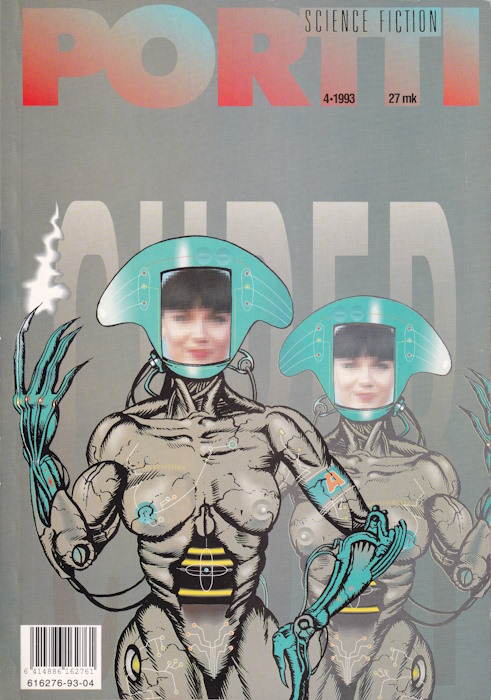 PORTTI
SCIENCE FICTION
4•1993
27 mk
CYBER
A
6 414886 162761
616276-93-04